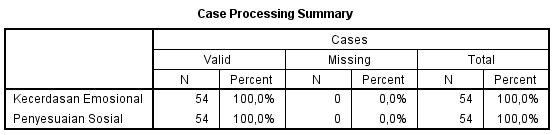 Case Processing Summary
Cases
Valid Missing Total
N Percent N Percent N Percent
Kecerdasan Emosional 54 100,0% 0 0,0% 54 100,0%
Penyesuaian Sosial 54 100,0% 0 0,0% 54 100,0%